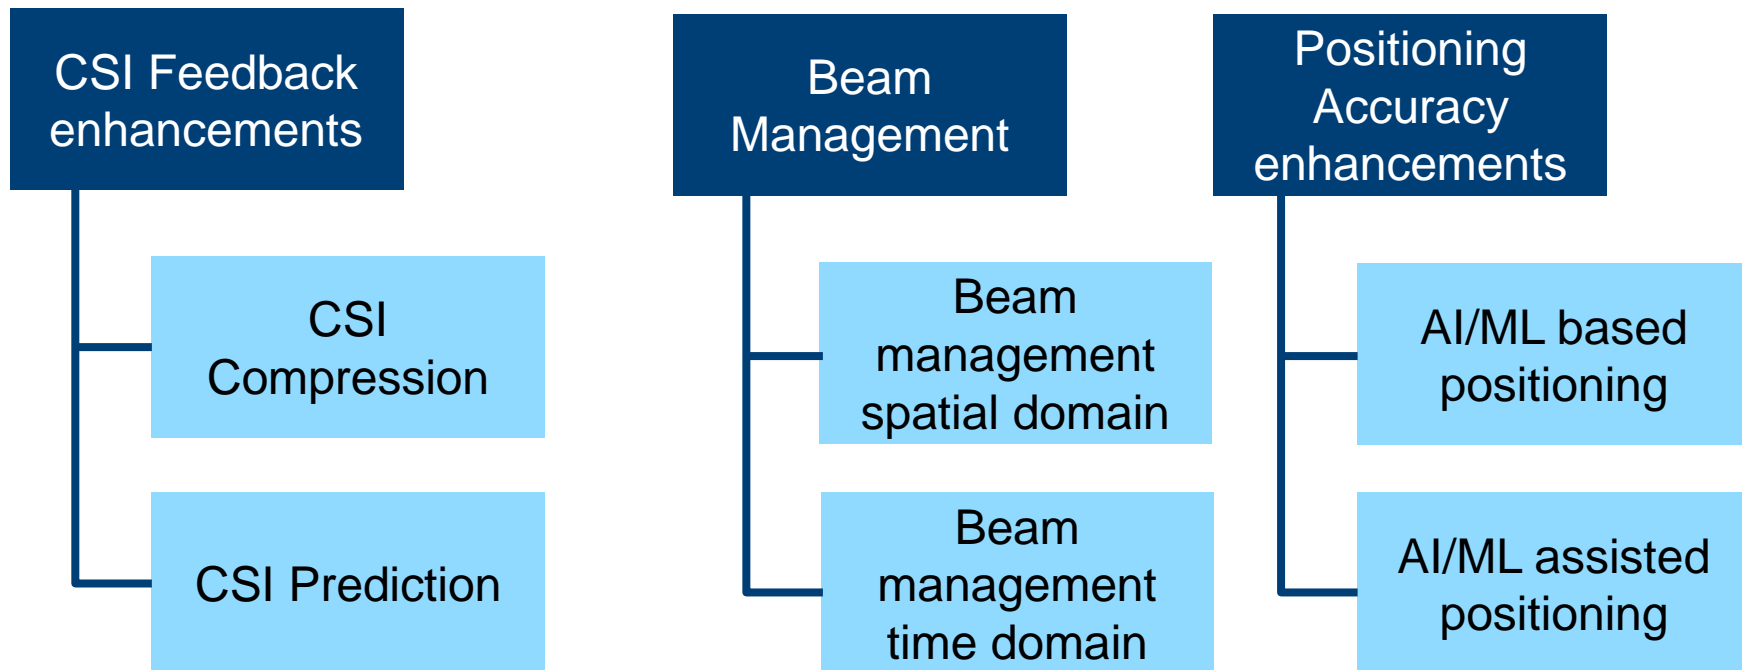 CSI Feedback
enhancements
CSI
Compression
CSI Prediction
Beam
Management
Beam
management
spatial domain
Beam
management
time domain
Positioning
Accuracy
enhancements
AI/ML based
positioning
AI/ML assisted
positioning